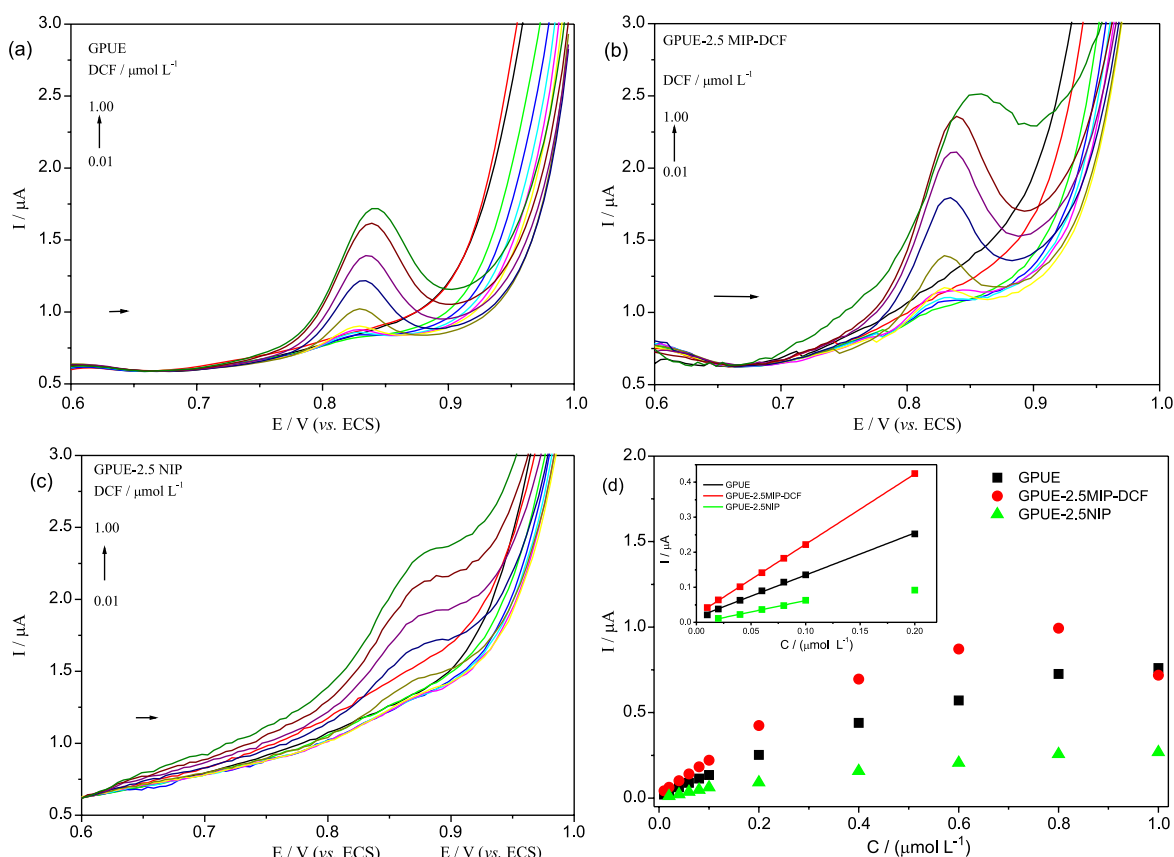 (a)
GPUE
DCF / μmol L⁻¹
1.00
0.01
I / μA
3.0
2.5
2.0
1.5
1.0
0.5
0.6 0.7 0.8 0.9 1.0
E / V (vs. ECS)
(b)
GPUE-2.5 MIP-DCF
DCF / μmol L⁻¹
1.00
0.01
I / μA
3.0
2.5
2.0
1.5
1.0
0.5
0.6 0.7 0.8 0.9 1.0
E / V (vs. ECS)
(c)
GPUE-2.5 NIP
DCF / μmol L⁻¹
1.00
0.01
I / μA
3.0
2.5
2.0
1.5
1.0
0.5
0.6 0.7 0.8 0.9 1.0
E / V (vs. ECS) E / V (vs. ECS)
(d)
GPUE
GPUE-2.5MIP-DCF
GPUE-2.5NIP
I / μA
2.0
1.5
1.0
0.5
0.0
0.0 0.2 0.4 0.6 0.8 1.0
C / (μmol L⁻¹)
GPUE
GPUE-2.5MIP-DCF
GPUE-2.5NIP
I / μA
0.4
0.3
0.1
0.0
0.00 0.05 0.10 0.15 0.20
C / (μmol L⁻¹)